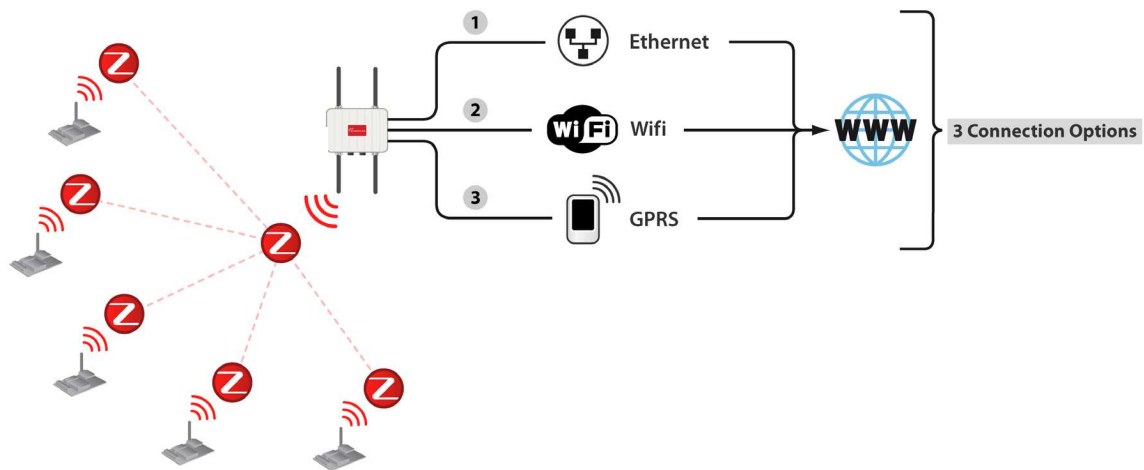 1
Ethernet
2
WiFi
Wifi
WWW
3 Connection Options
3
GPRS
Z
Z
Z
Z
Z
Z